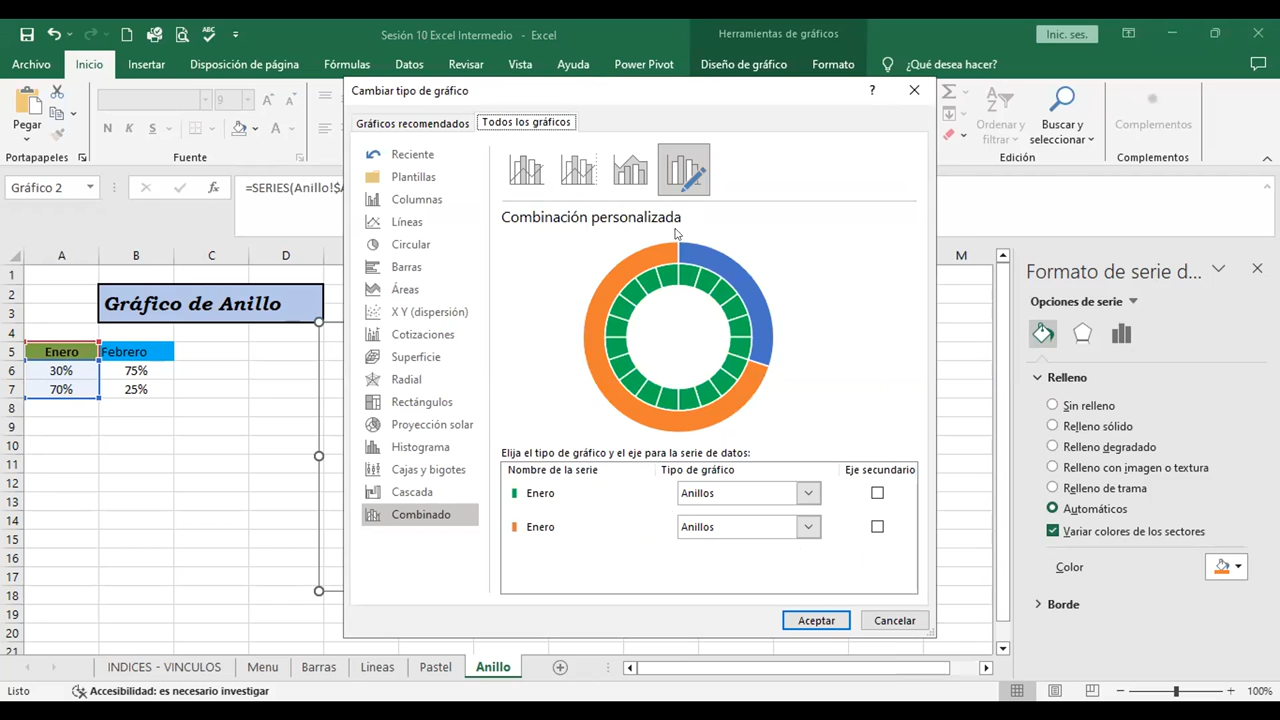 Sesión 10 Excel Intermedio - Excel
Herramientas de gráficos
Inic. ses.
Archivo Inicio Insertar Disposición de página Fórmulas Datos Revisar Vista Ayuda Power Pivot Diseño de gráfico Formato ¿Qué desea hacer?
Pegar
9
N K S
Ordenar y filtrar
Buscar y seleccionar
Complementos
Portapapeles Fuente Edición Complementos
Gráfico 2
fx
=SERIES(Anillo!$A
Cambiar tipo de gráfico
?
Gráficos recomendados
Todos los gráficos
Reciente
Plantillas
Columnas
Líneas
Circular
Barras
Áreas
X Y (dispersión)
Cotizaciones
Superficie
Radial
Rectángulos
Proyección solar
Histograma
Cajas y bigotes
Cascada
Combinado
Combinación personalizada
Elija el tipo de gráfico y el eje para la serie de datos:
Nombre de la serie Tipo de gráfico Eje secundario
Enero Anillos
Enero Anillos
Aceptar Cancelar
A B C D M
1
2
3
4
5
6
7
8
9
10
11
12
13
14
15
16
17
18
19
20
21
Gráfico de Anillo
Enero Febrero
30% 75%
70% 25%
Formato de serie d...
Opciones de serie
Relleno
Sin relleno
Relleno sólido
Relleno degradado
Relleno con imagen o textura
Relleno de trama
Automáticos
Variar colores de los sectores
Color
Borde
INDICES - VINCULOS Menu Barras Lineas Pastel Anillo
Listo Accesibilidad: es necesario investigar 100%